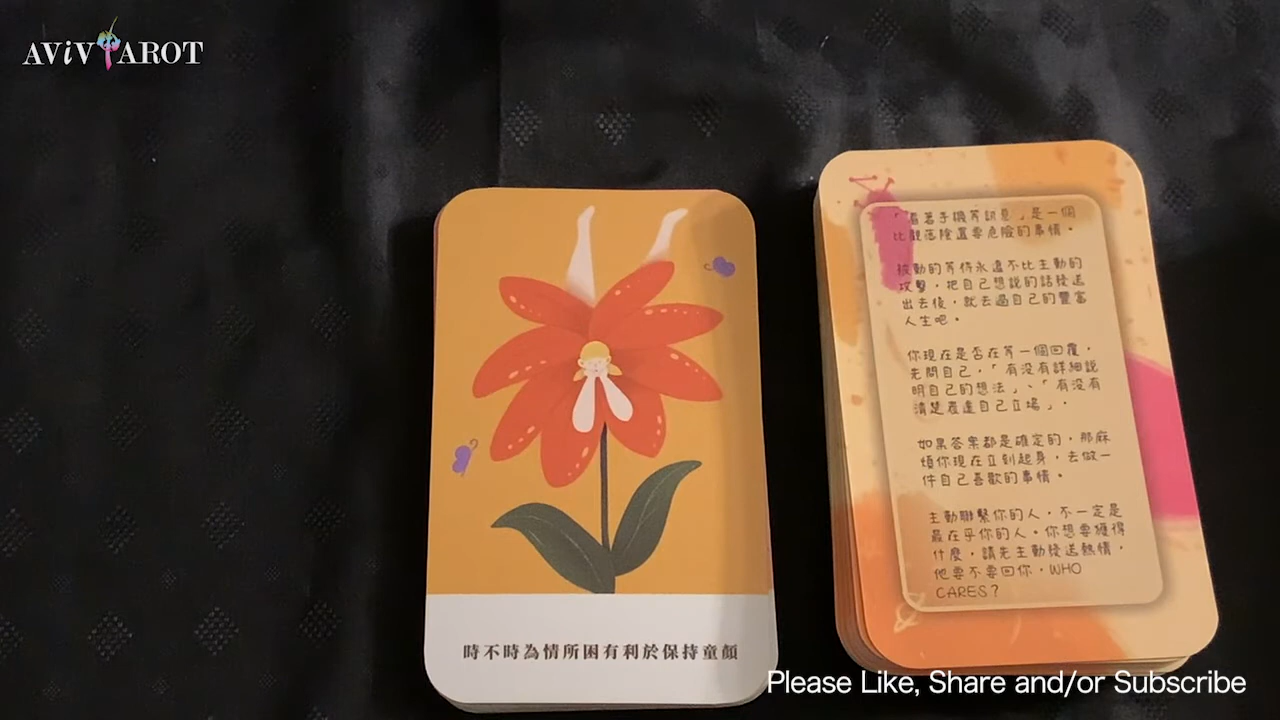 AViV TAROT
時不時為情所困有利於保持童顏
「看著手機等訊息」是一個
比觀落陰還要危險的事情。
被動的等待永遠不比主動的
攻擊，把自己想說的話發送
出去後，就去過自己的豐富
人生吧。
你現在是否在等一個回覆，
先問自己，「有沒有詳細說
明自己的想法」、「有沒有
清楚表達自己立場」。
如果答案都是確定的，那麻
煩你現在立刻起身，去做一
件自己喜歡的事情。
主動聯繫你的人，不一定是
最在乎你的人。你想要獲得
什麼，請先主動發送熱情，
他要不要回你，WHO
CARES？
Please Like, Share and/or Subscribe